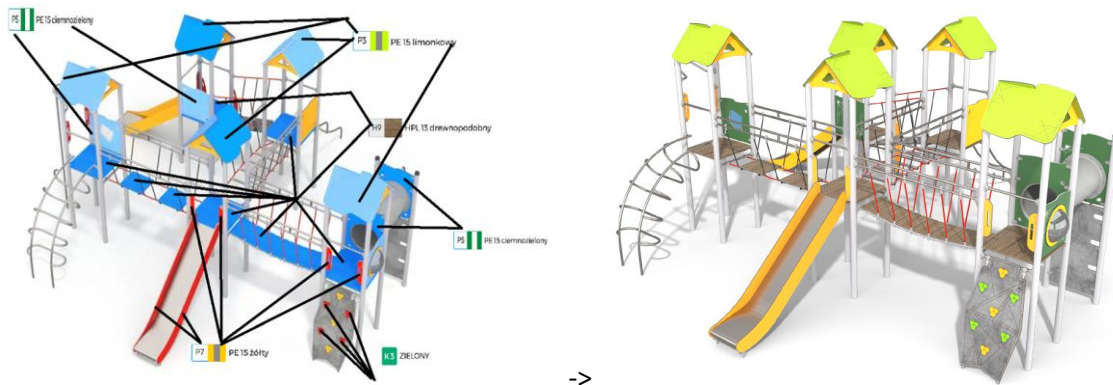 P5 PE 15 ciemnozielony
P3 PE 15 limonkowy
H9 HPL 13 drewnopodobny
P5 PE 15 ciemnozielony
P7 PE 15 żółty
K3 ZIELONY
->